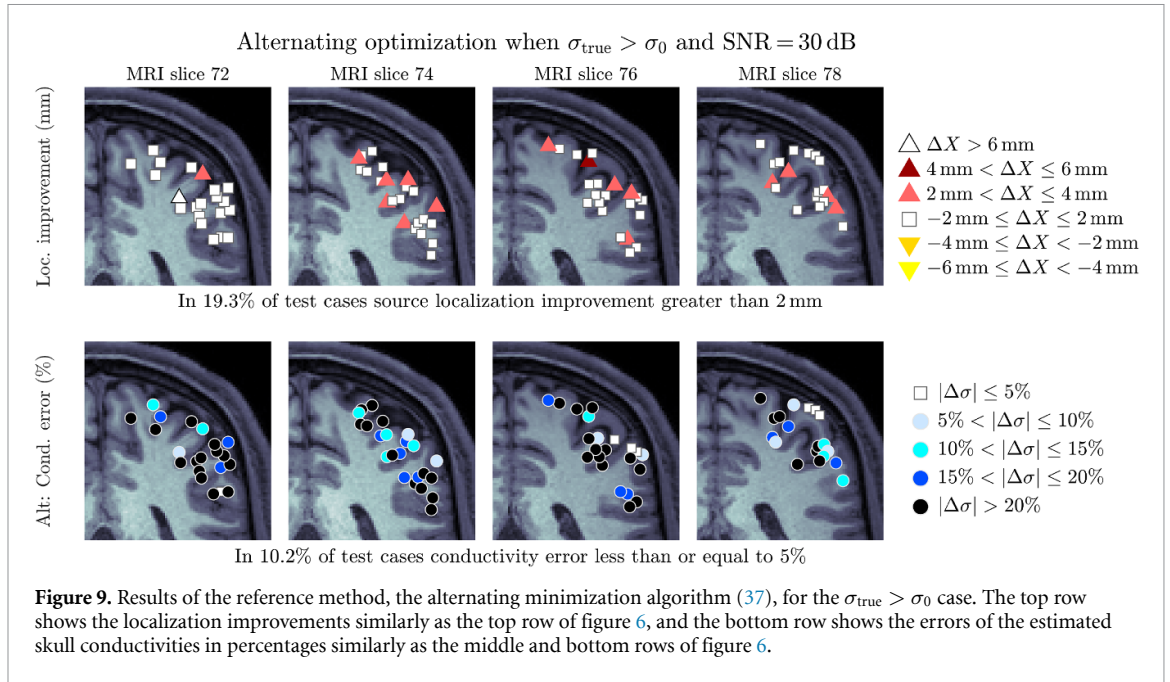 Alternating optimization when σtrue > σ0 and SNR = 30 dB
MRI slice 72
MRI slice 74
MRI slice 76
MRI slice 78
Loc. improvement (mm)
ΔX > 6 mm
4 mm < ΔX ≤ 6 mm
2 mm < ΔX ≤ 4 mm
−2 mm ≤ ΔX ≤ 2 mm
−4 mm ≤ ΔX < −2 mm
−6 mm ≤ ΔX < −4 mm
In 19.3% of test cases source localization improvement greater than 2 mm
Alt: Cond. error (%)
|Δσ| ≤ 5%
5% < |Δσ| ≤ 10%
10% < |Δσ| ≤ 15%
15% < |Δσ| ≤ 20%
|Δσ| > 20%
In 10.2% of test cases conductivity error less than or equal to 5%
Figure 9. Results of the reference method, the alternating minimization algorithm (37), for the σtrue > σ0 case. The top row
shows the localization improvements similarly as the top row of figure 6, and the bottom row shows the errors of the estimated
skull conductivities in percentages similarly as the middle and bottom rows of figure 6.